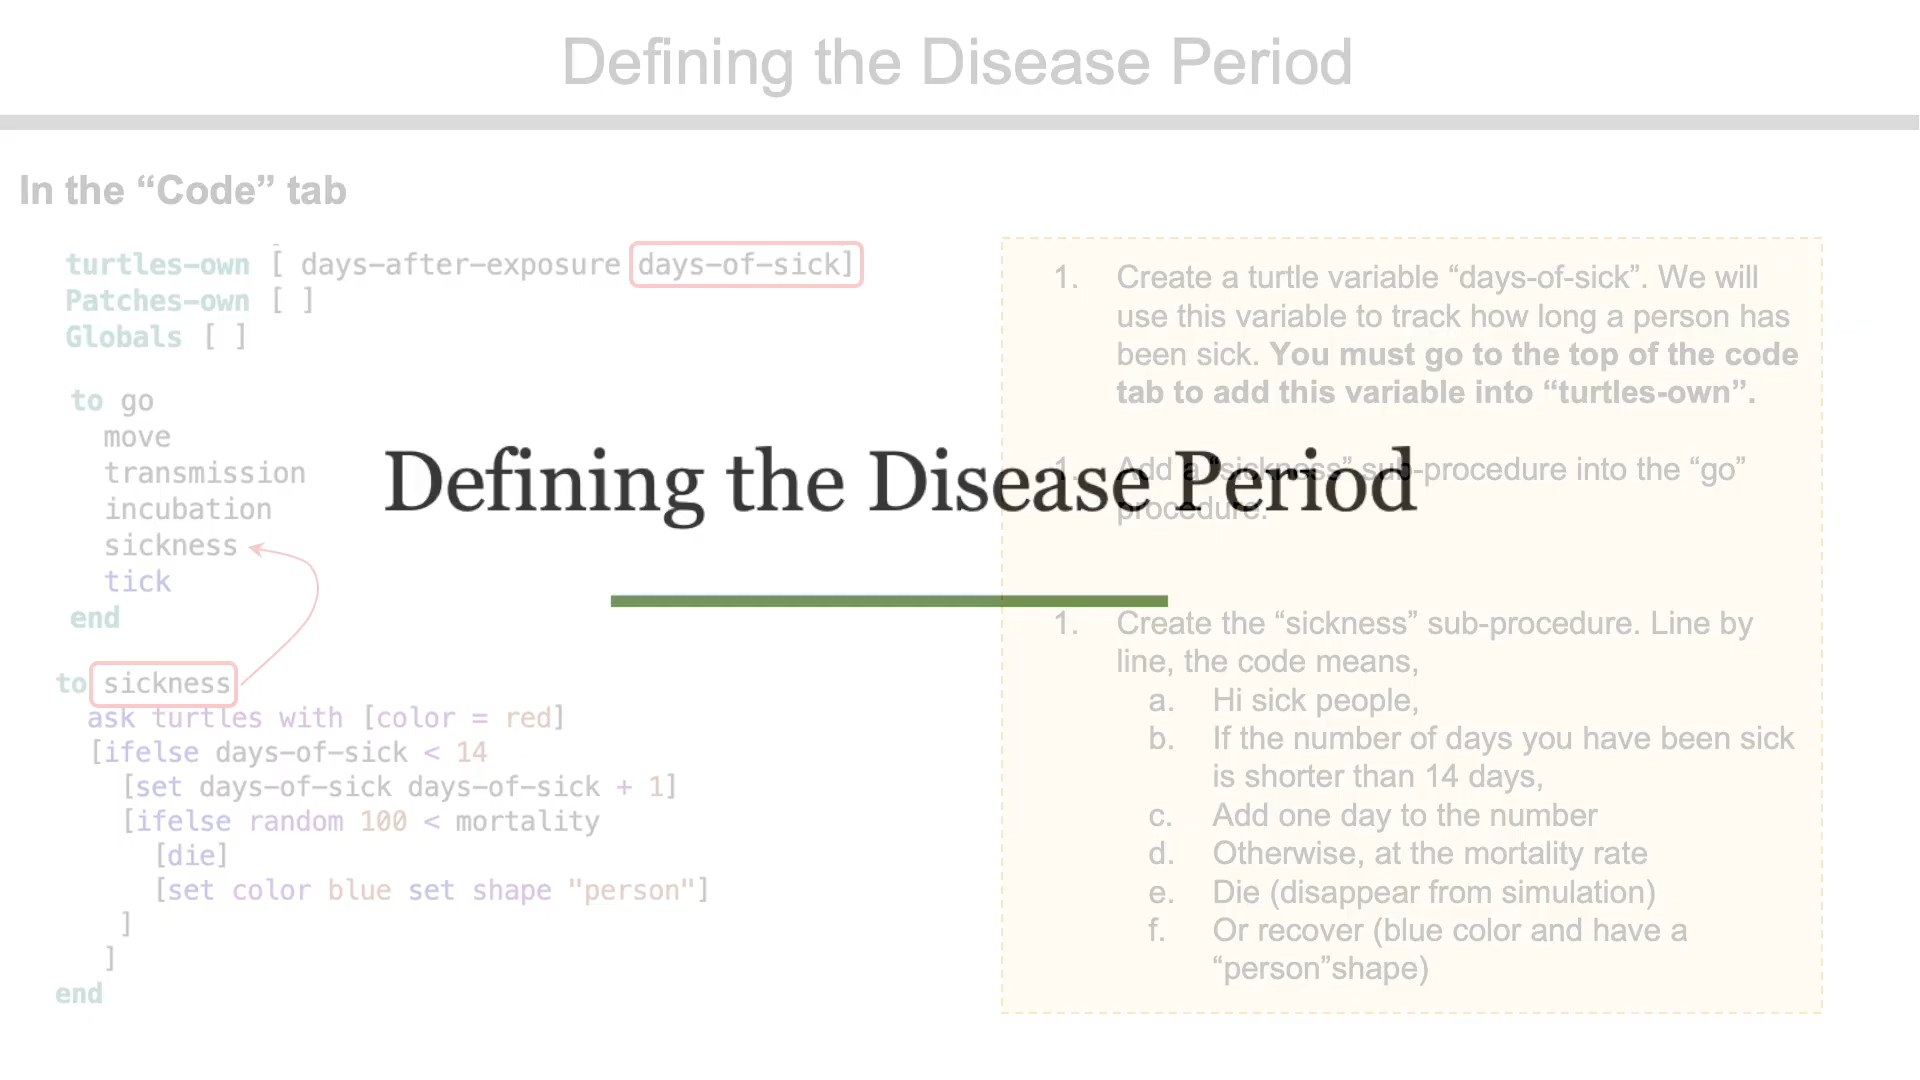 Defining the Disease Period
In the “Code” tab
turtles-own [ days-after-exposure days-of-sick]
Patches-own [ ]
Globals [ ]
to go
move
transmission
incubation
sickness
tick
end
to sickness
ask turtles with [color = red]
[ifelse days-of-sick < 14
[set days-of-sick days-of-sick + 1]
[ifelse random 100 < mortality
[die]
[set color blue set shape "person"]
]
]
end
Defining the Disease Period
1. Create a turtle variable “days-of-sick”. We will
use this variable to track how long a person has
been sick. You must go to the top of the code
tab to add this variable into “turtles-own”.
1. Add a “sickness” sub-procedure into the “go”
procedure.
1. Create the “sickness” sub-procedure. Line by
line, the code means,
a. Hi sick people,
b. If the number of days you have been sick
is shorter than 14 days,
c. Add one day to the number
d. Otherwise, at the mortality rate
e. Die (disappear from simulation)
f. Or recover (blue color and have a
“person”shape)